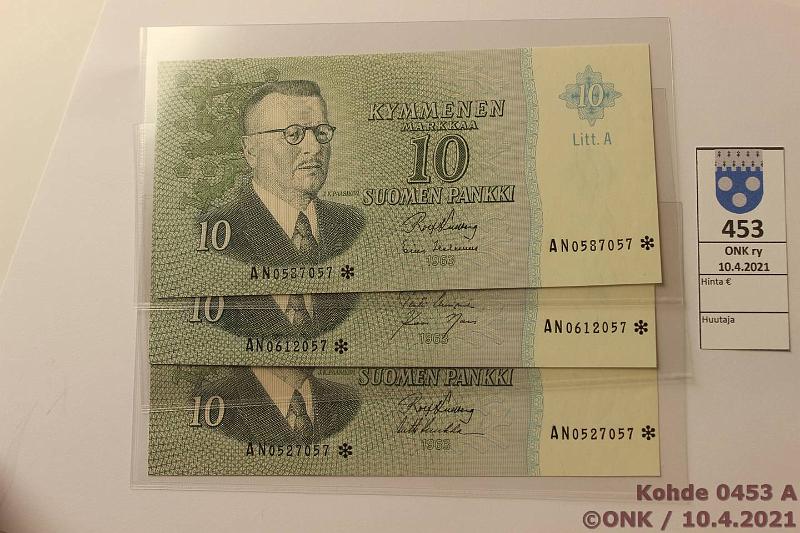 KYMMENEN
MARKKAA
10
SUOMEN PANKKI
1963
10
Litt. A
10
AN0587057 *
AN0587057 *
10
1963
AN0612057 *
AN0612057 *
SUOMEN PANKKI
10
1963
AN0527057 *
AN0527057 *
453
ONK ry
10.4.2021
Hinta €
Huutaja
Kohde 0453 A
©ONK / 10.4.2021